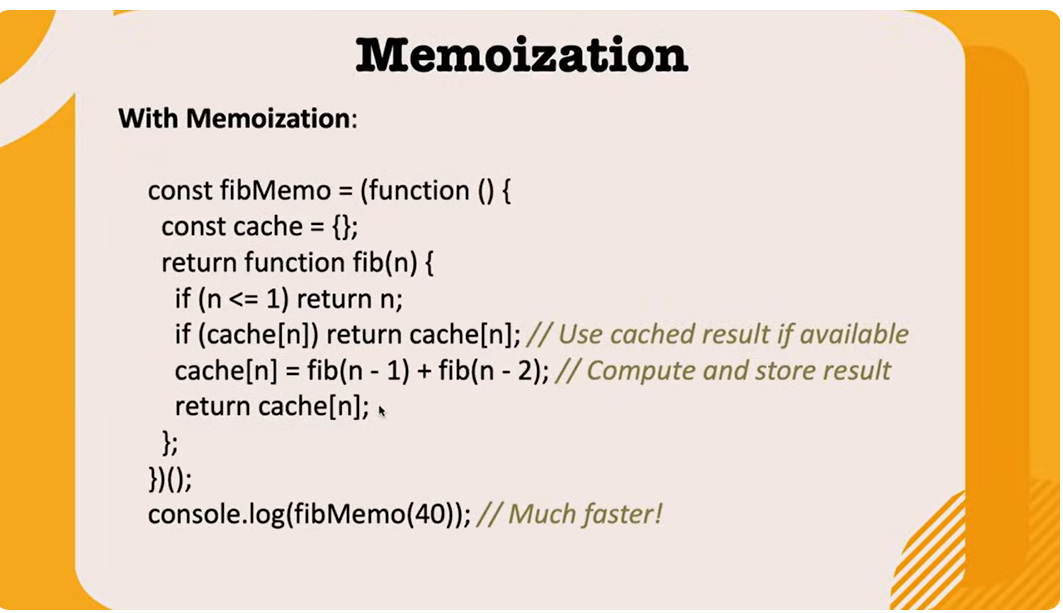 Memoization
With Memoization:
const fibMemo = (function () {
const cache = {};
return function fib(n) {
if (n <= 1) return n;
if (cache[n]) return cache[n]; // Use cached result if available
cache[n] = fib(n - 1) + fib(n - 2); // Compute and store result
return cache[n];
};
})();
console.log(fibMemo(40)); // Much faster!